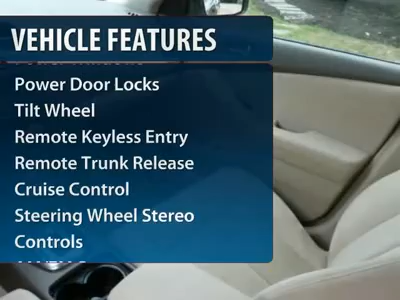 VEHICLE FEATURES
Power Door Locks
Tilt Wheel
Remote Keyless Entry
Remote Trunk Release
Cruise Control
Steering Wheel Stereo
Controls